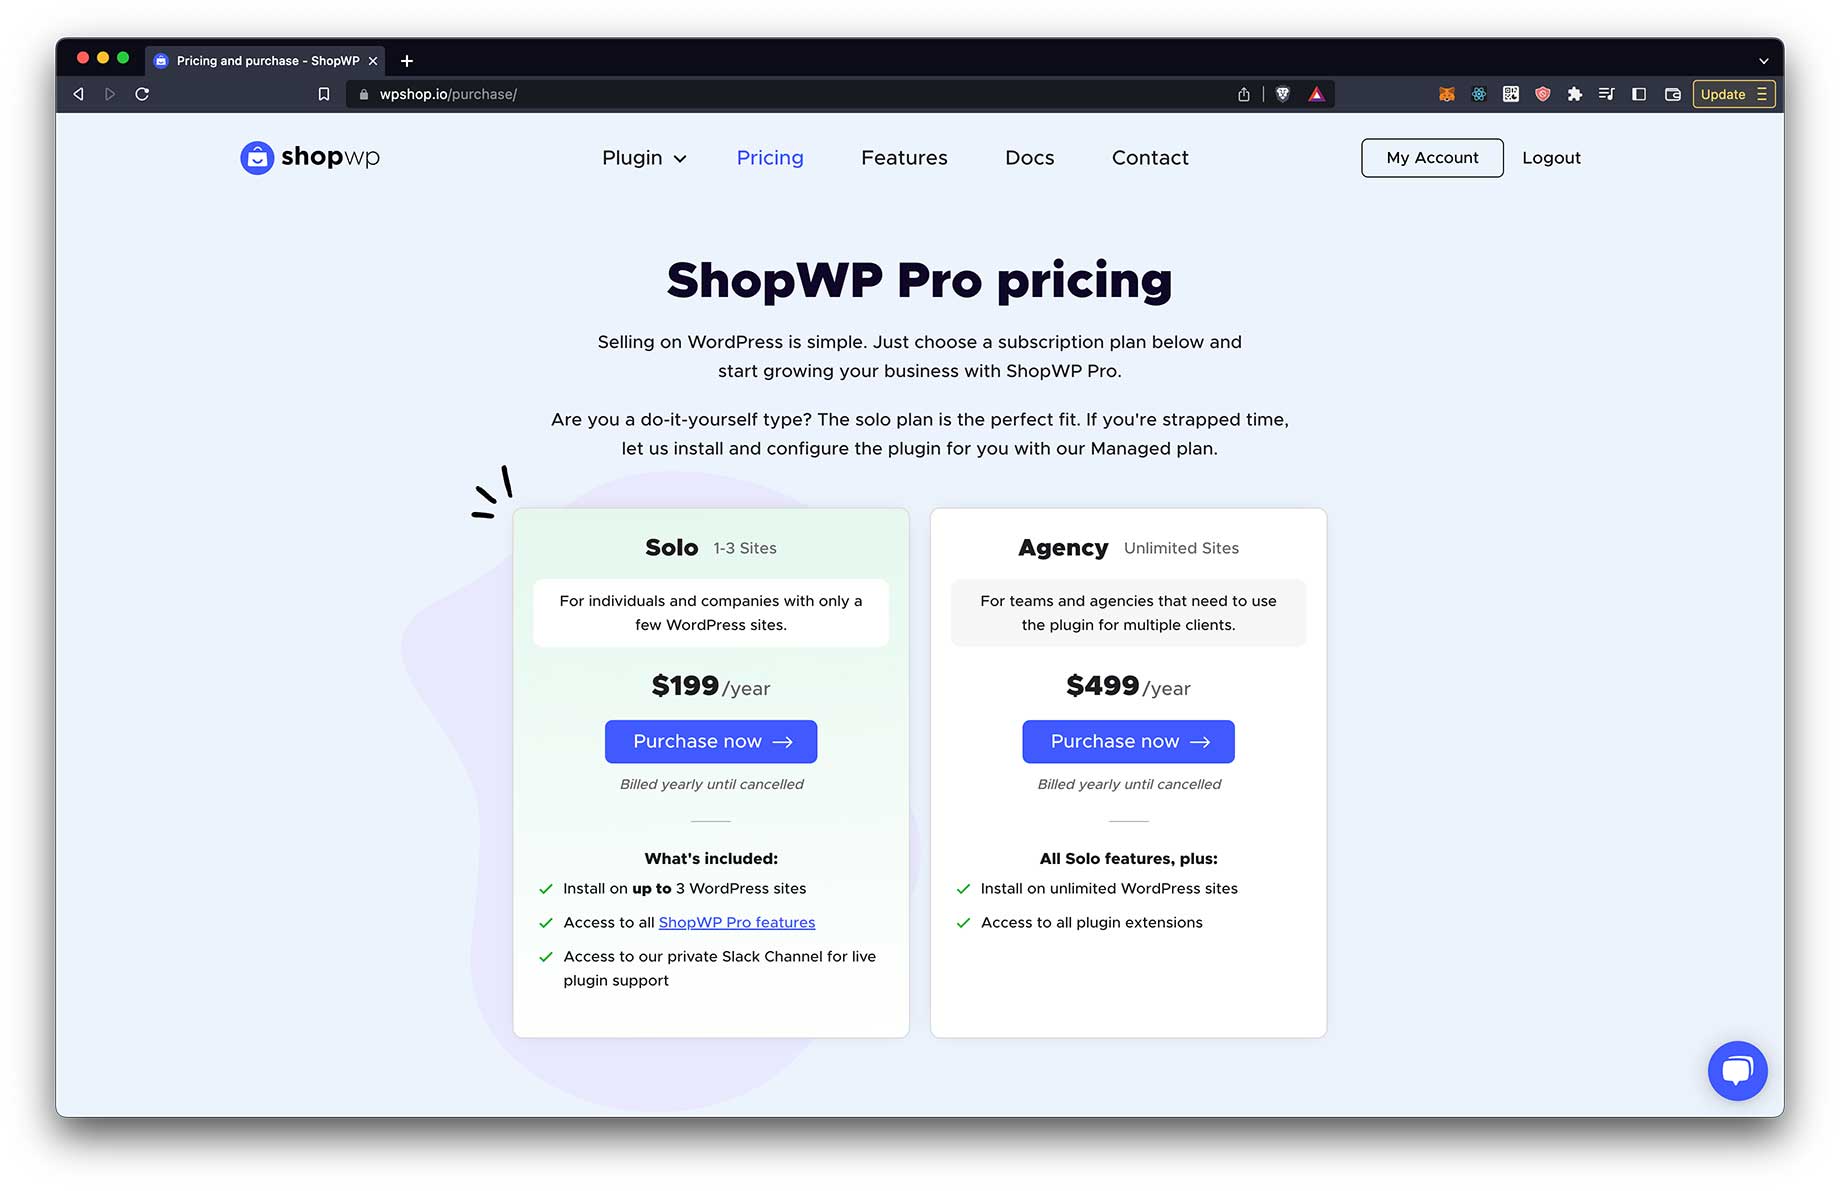 Pricing and purchase - ShopWP
wpshop.io/purchase/
Update
shopwp
Plugin
Pricing
Features
Docs
Contact
My Account
Logout
ShopWP Pro pricing
Selling on WordPress is simple. Just choose a subscription plan below and
start growing your business with ShopWP Pro.
Are you a do-it-yourself type? The solo plan is the perfect fit. If you're strapped time,
let us install and configure the plugin for you with our Managed plan.
Solo 1-3 Sites
For individuals and companies with only a
few WordPress sites.
$199/year
Purchase now →
Billed yearly until cancelled
What's included:
Install on up to 3 WordPress sites
Access to all ShopWP Pro features
Access to our private Slack Channel for live
plugin support
Agency Unlimited Sites
For teams and agencies that need to use
the plugin for multiple clients.
$499/year
Purchase now →
Billed yearly until cancelled
All Solo features, plus:
Install on unlimited WordPress sites
Access to all plugin extensions